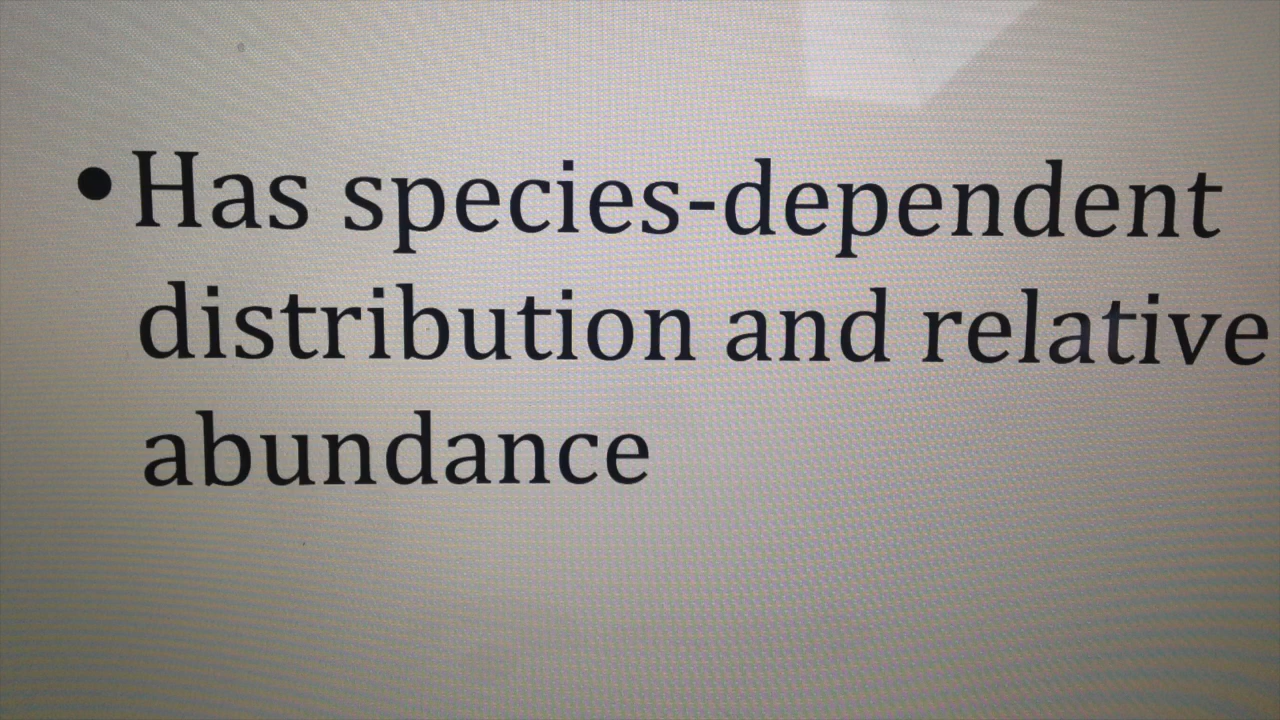 •Has species-dependent
distribution and relative
abundance